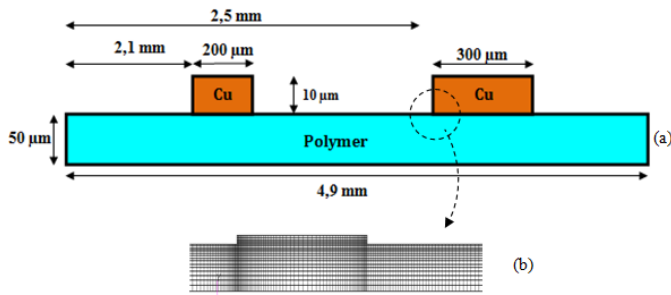 2,5 mm
2,1 mm
200 µm
300 µm
Cu
10 µm
Cu
50 µm
Polymer
(a)
4,9 mm
(b)